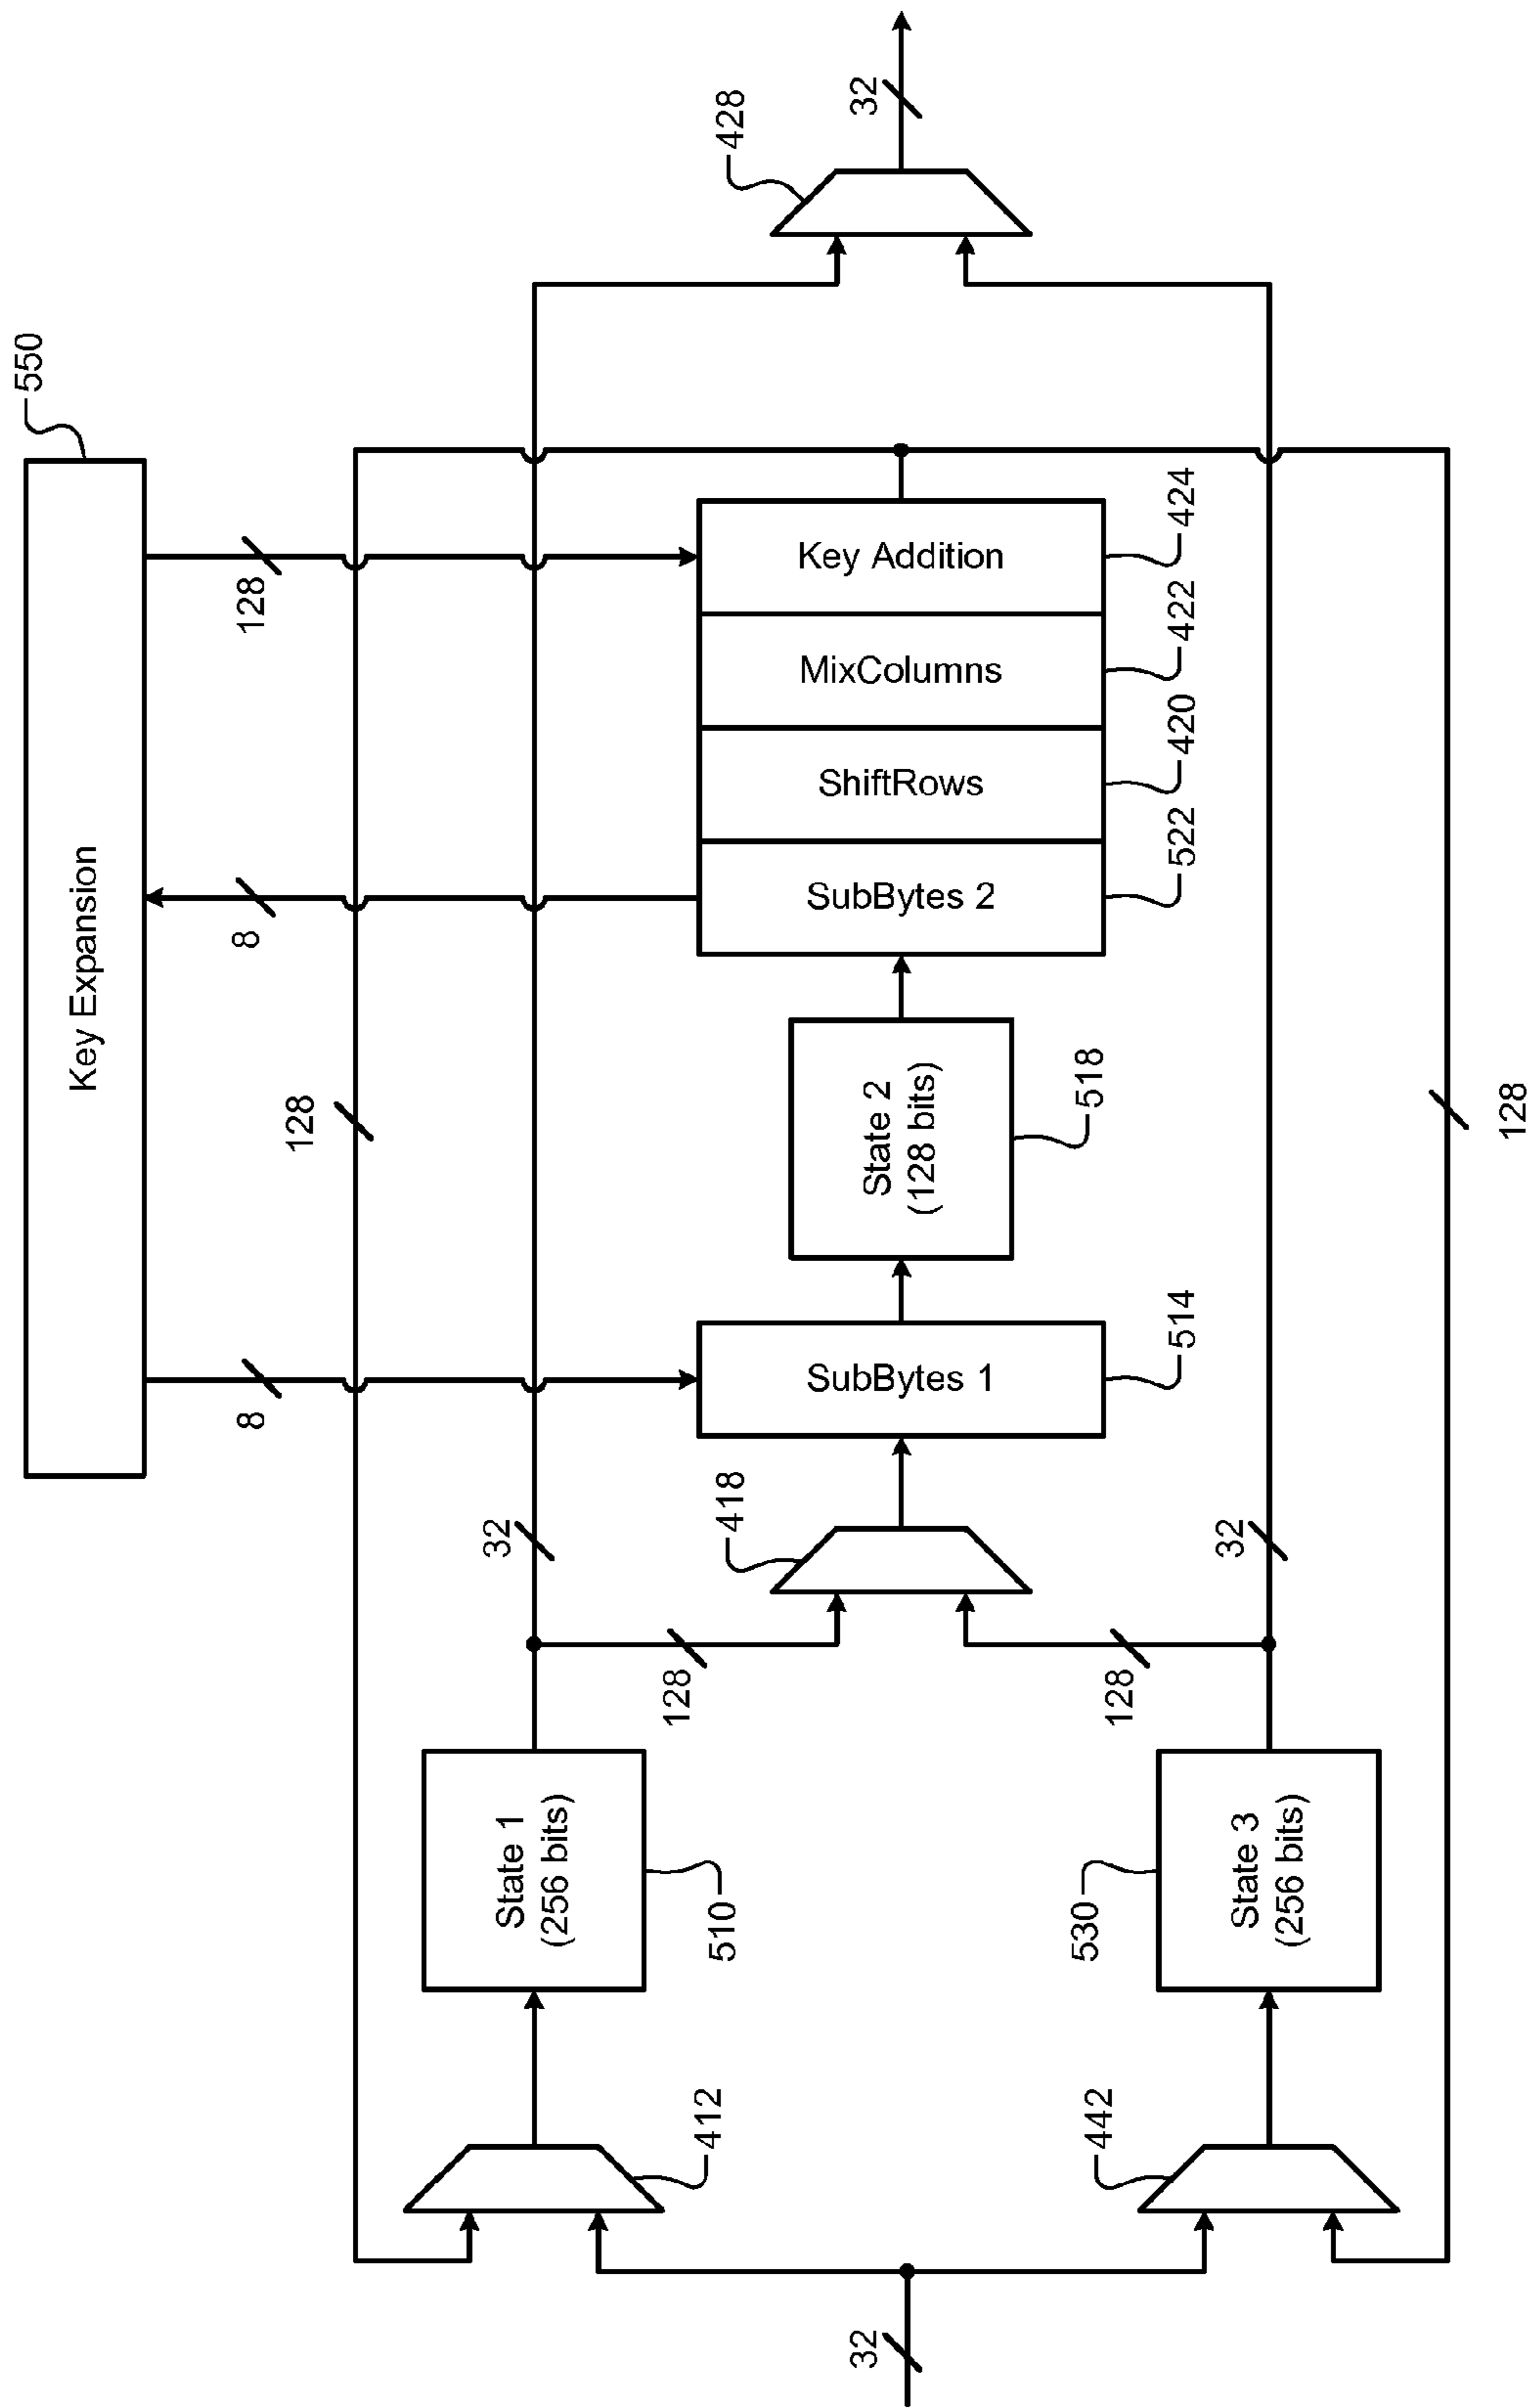 550
Key Expansion
8
8
128
128
32
412
State 1
(256 bits)
510
32
128
418
SubBytes 1
514
State 2
(128 bits)
518
SubBytes 2
522
ShiftRows
420
MixColumns
422
Key Addition
424
428
32
442
State 3
(256 bits)
530
128
32
128